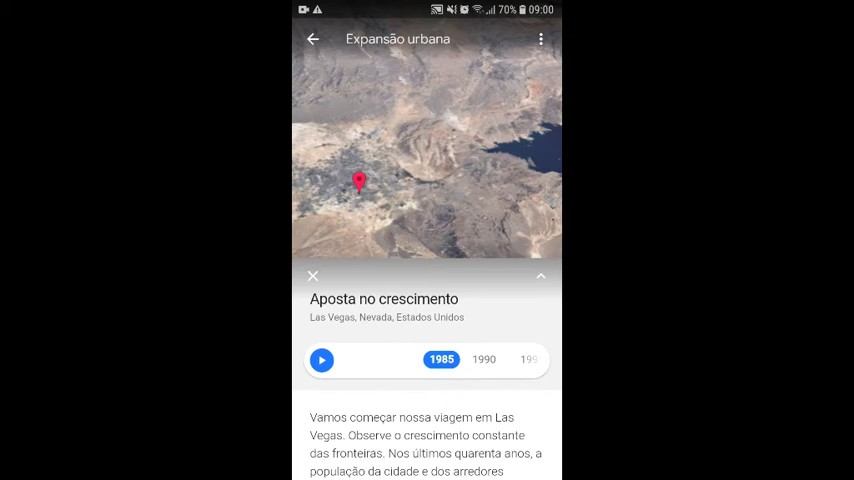 70% 09:00
Expansão urbana
Aposta no crescimento
Las Vegas, Nevada, Estados Unidos
1985 1990 199
Vamos começar nossa viagem em Las
Vegas. Observe o crescimento constante
das fronteiras. Nos últimos quarenta anos, a
população da cidade e dos arredores